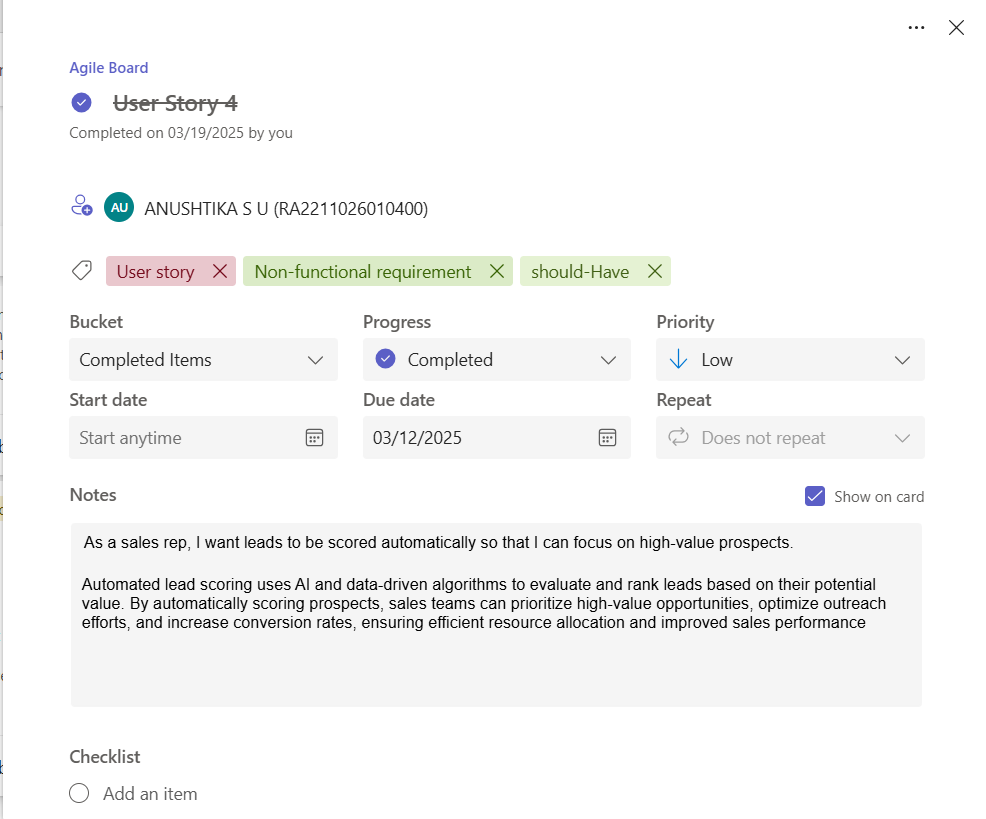 Agile Board
User Story 4
Completed on 03/19/2025 by you
AU ANUSHTIKA S U (RA2211026010400)
User story Non-functional requirement should-Have
Bucket Progress Priority
Completed Items Completed Low
Start date Due date Repeat
Start anytime 03/12/2025 Does not repeat
Notes Show on card
As a sales rep, I want leads to be scored automatically so that I can focus on high-value prospects.
Automated lead scoring uses AI and data-driven algorithms to evaluate and rank leads based on their potential
value. By automatically scoring prospects, sales teams can prioritize high-value opportunities, optimize outreach
efforts, and increase conversion rates, ensuring efficient resource allocation and improved sales performance
Checklist
Add an item